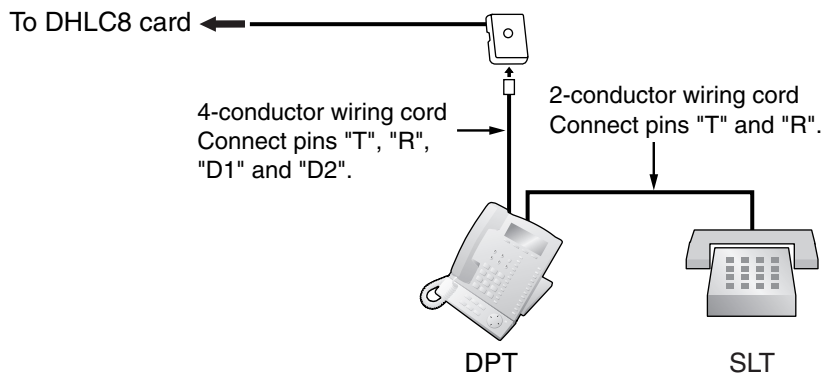 To DHLC8 card
4-conductor wiring cord
Connect pins "T", "R",
"D1" and "D2".
2-conductor wiring cord
Connect pins "T" and "R".
DPT
SLT